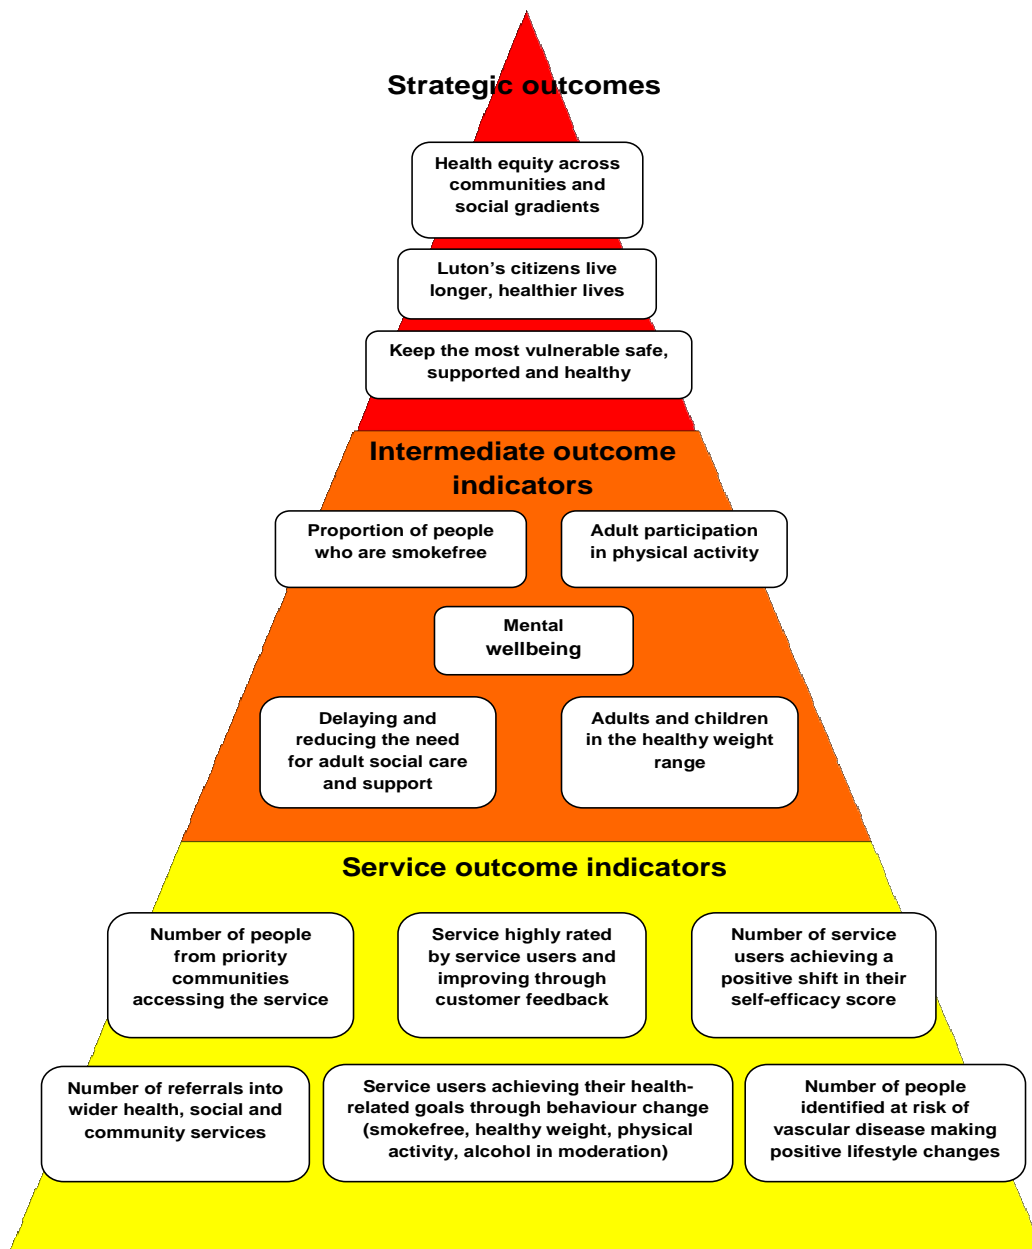 Strategic outcomes
Health equity across
communities and
social gradients
Luton’s citizens live
longer, healthier lives
Keep the most vulnerable safe,
supported and healthy
Intermediate outcome
indicators
Proportion of people
who are smokefree
Adult participation
in physical activity
Mental
wellbeing
Delaying and
reducing the need
for adult social care
and support
Adults and children
in the healthy weight
range
Service outcome indicators
Number of people
from priority
communities
accessing the service
Service highly rated
by service users and
improving through
customer feedback
Number of service
users achieving a
positive shift in their
self-efficacy score
Number of referrals into
wider health, social and
community services
Service users achieving their health-
related goals through behaviour change
(smokefree, healthy weight, physical
activity, alcohol in moderation)
Number of people
identified at risk of
vascular disease making
positive lifestyle changes